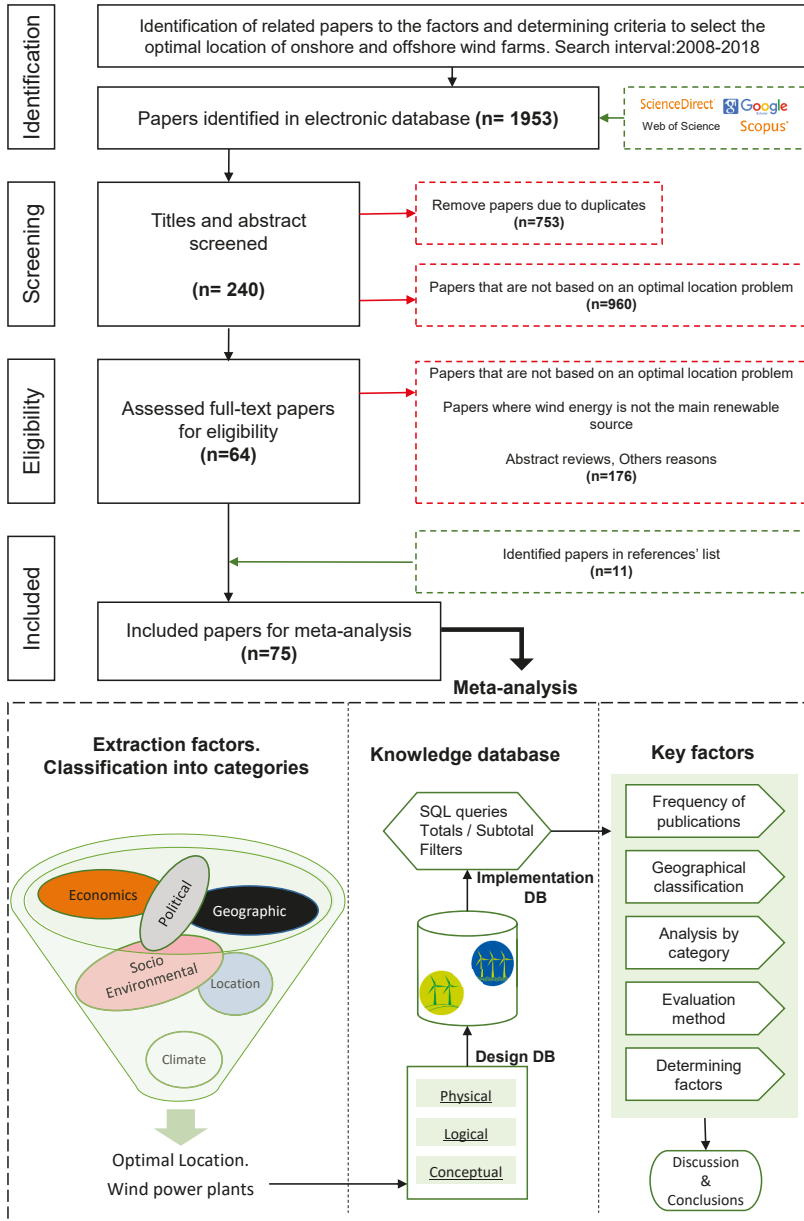 Identification
Identification of related papers to the factors and determining criteria to select the
optimal location of onshore and offshore wind farms. Search interval:2008-2018
Papers identified in electronic database (n= 1953)
ScienceDirect
Google
Web of Science
Scopus
Screening
Titles and abstract
screened
(n= 240)
Remove papers due to duplicates
(n=753)
Papers that are not based on an optimal location problem
(n=960)
Eligibility
Assessed full-text papers
for eligibility
(n=64)
Papers that are not based on an optimal location problem
Papers where wind energy is not the main renewable
source
Abstract reviews, Others reasons
(n=176)
Included
Identified papers in references' list
(n=11)
Included papers for meta-analysis
(n=75)
Meta-analysis
Extraction factors.
Classification into categories
Economics
Political
Geographic
Socio
Environmental
Location
Climate
Optimal Location.
Wind power plants
Knowledge database
SQL queries
Totals / Subtotal
Filters
Implementation
DB
Design DB
Physical
Logical
Conceptual
Key factors
Frequency of
publications
Geographical
classification
Analysis by
category
Evaluation
method
Determining
factors
Discussion
&
Conclusions